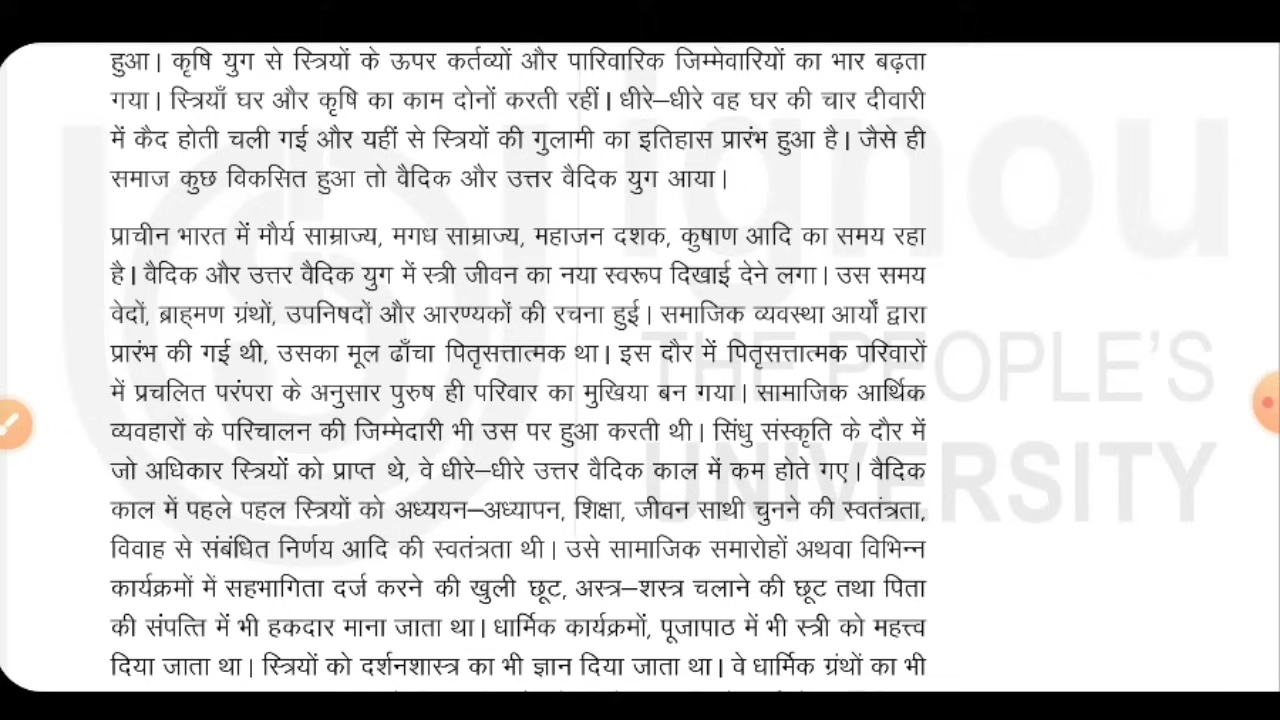 हुआ। कृषि युग से स्त्रियों के ऊपर कर्तव्यों और पारिवारिक जिम्मेवारियों का भार बढ़ता
गया। स्त्रियाँ घर और कृषि का काम दोनों करती रहीं। धीरे–धीरे वह घर की चार दीवारी
में कैद होती चली गई और यहीं से स्त्रियों की गुलामी का इतिहास प्रारंभ हुआ है। जैसे ही
समाज कुछ विकसित हुआ तो वैदिक और उत्तर वैदिक युग आया।
प्राचीन भारत में मौर्य साम्राज्य, मगध साम्राज्य, महाजन दशक, कुषाण आदि का समय रहा
है। वैदिक और उत्तर वैदिक युग में स्त्री जीवन का नया स्वरूप दिखाई देने लगा। उस समय
वेदों, ब्राह्मण ग्रंथों, उपनिषदों और आरण्यकों की रचना हुई। समाजिक व्यवस्था आर्यों द्वारा
प्रारंभ की गई थी, उसका मूल ढाँचा पितृसत्तात्मक था। इस दौर में पितृसत्तात्मक परिवारों
में प्रचलित परंपरा के अनुसार पुरुष ही परिवार का मुखिया बन गया। सामाजिक आर्थिक
व्यवहारों के परिचालन की जिम्मेदारी भी उस पर हुआ करती थी। सिंधु संस्कृति के दौर में
जो अधिकार स्त्रियों को प्राप्त थे, वे धीरे–धीरे उत्तर वैदिक काल में कम होते गए। वैदिक
काल में पहले पहल स्त्रियों को अध्ययन–अध्यापन, शिक्षा, जीवन साथी चुनने की स्वतंत्रता,
विवाह से संबंधित निर्णय आदि की स्वतंत्रता थी। उसे सामाजिक समारोहों अथवा विभिन्न
कार्यक्रमों में सहभागिता दर्ज करने की खुली छूट, अस्त्र–शस्त्र चलाने की छूट तथा पिता
की संपत्ति में भी हकदार माना जाता था। धार्मिक कार्यक्रमों, पूजापाठ में भी स्त्री को महत्त्व
दिया जाता था। स्त्रियों को दर्शनशास्त्र का भी ज्ञान दिया जाता था। वे धार्मिक ग्रंथों का भी
ignou
THE PEOPLE'S
UNIVERSITY